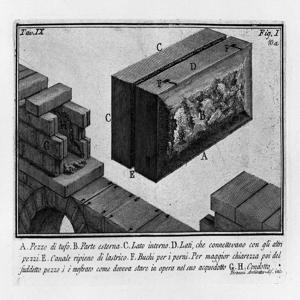 Tav. IX
Fig. I
10 a
C
D
F
F
C
B
A
E
G
H
A. Pezzo di tufo. B. Parte esterna. C. Lato interno. D. Lati, che connettevano con gli altri
pezzi. E. Canale ripieno di lastrico. F. Buchi per i perni. Per maggior chiarezza poi del
suddetto pezzo si è mostrato come doveva stare in opera nel suo aquedotto G. H. Condotto
Piranesi Architetto dis. inc.